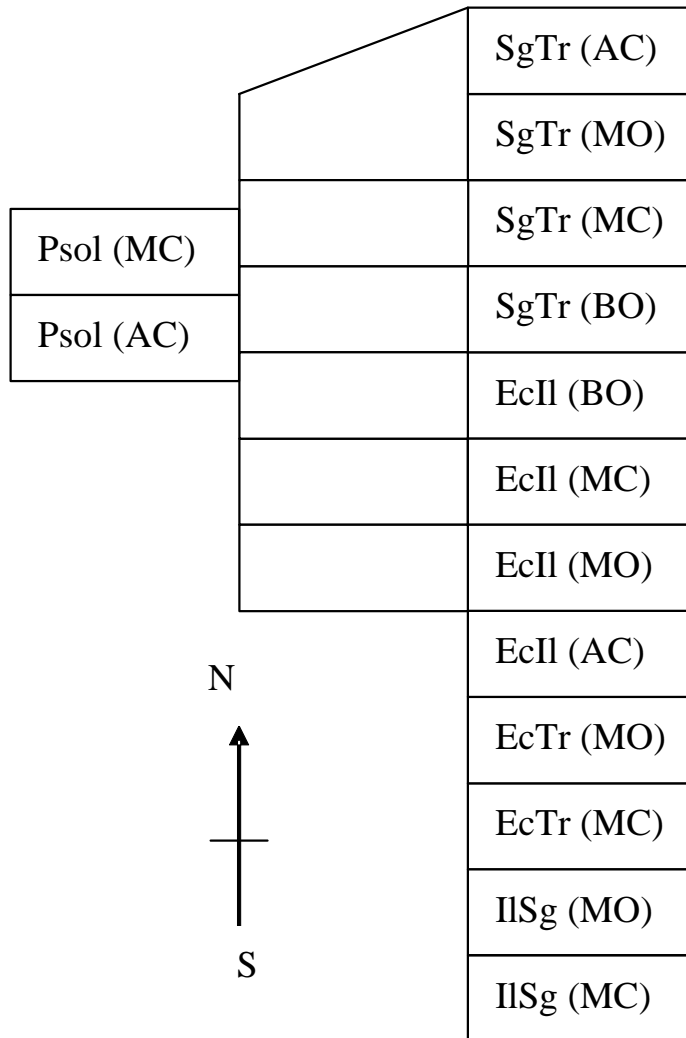 SgTr (AC)
SgTr (MO)
SgTr (MC)
SgTr (BO)
EcIl (BO)
EcIl (MC)
EcIl (MO)
EcIl (AC)
EcTr (MO)
EcTr (MC)
IlSg (MO)
IlSg (MC)
Psol (MC)
Psol (AC)
N
S